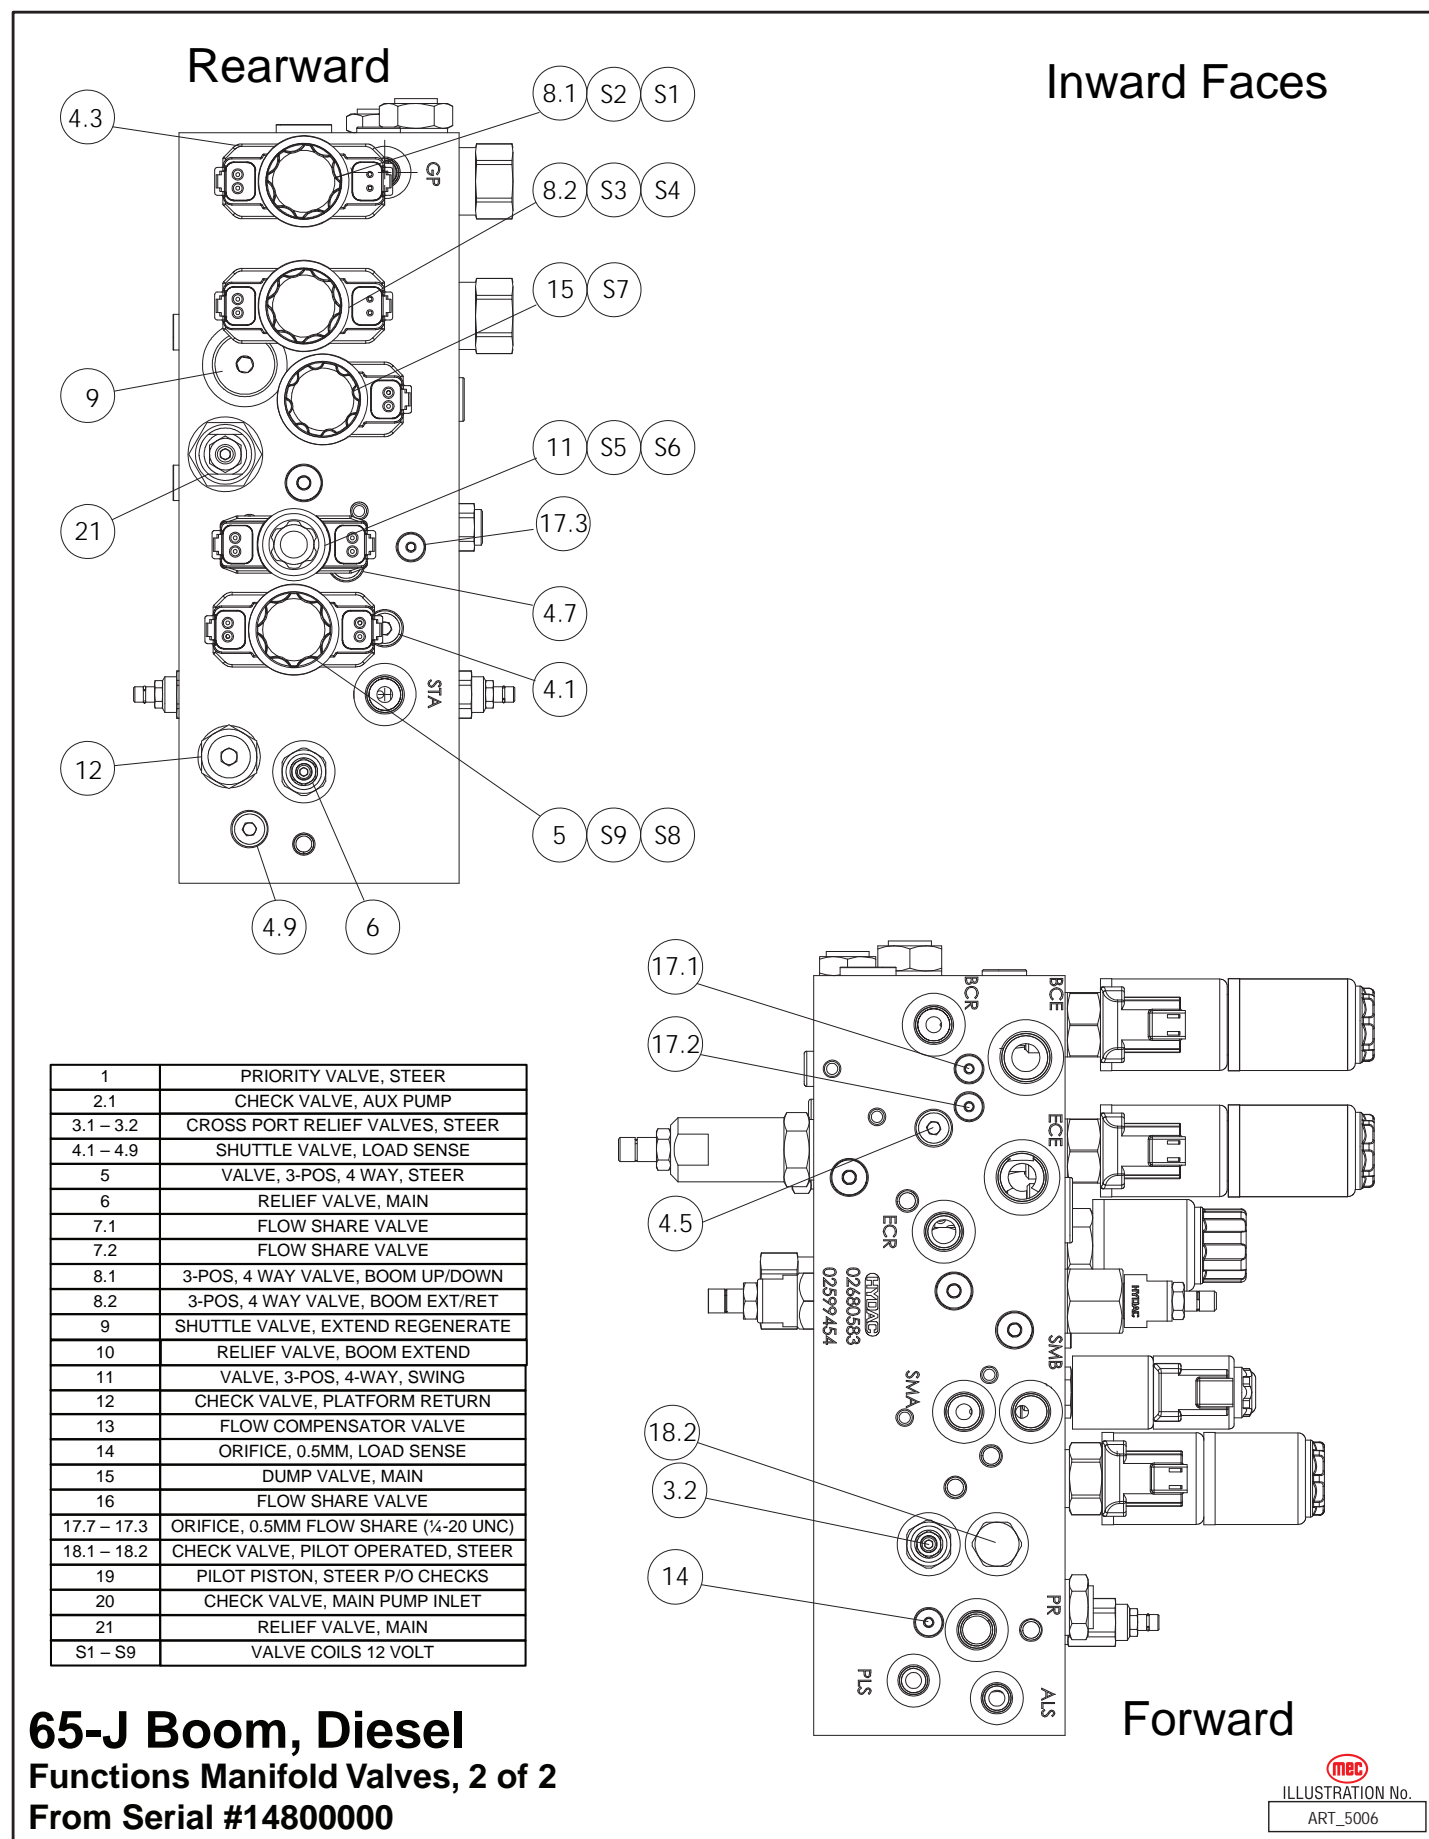 Rearward
Inward Faces
4.3
8.1 S2 S1
GP
8.2 S3 S4
15 S7
9
11 S5 S6
21
17.3
4.7
4.1
STA
12
5 S9 S8
4.9
6
17.1
BCR
BCE
17.2
ECE
4.5
ECR
HYDAC
02680583
02599454
HYDAC
SMB
SMA
18.2
3.2
14
PR
PLS
ALS
1 PRIORITY VALVE, STEER
2.1 CHECK VALVE, AUX PUMP
3.1 – 3.2 CROSS PORT RELIEF VALVES, STEER
4.1 – 4.9 SHUTTLE VALVE, LOAD SENSE
5 VALVE, 3-POS, 4 WAY, STEER
6 RELIEF VALVE, MAIN
7.1 FLOW SHARE VALVE
7.2 FLOW SHARE VALVE
8.1 3-POS, 4 WAY VALVE, BOOM UP/DOWN
8.2 3-POS, 4 WAY VALVE, BOOM EXT/RET
9 SHUTTLE VALVE, EXTEND REGENERATE
10 RELIEF VALVE, BOOM EXTEND
11 VALVE, 3-POS, 4-WAY, SWING
12 CHECK VALVE, PLATFORM RETURN
13 FLOW COMPENSATOR VALVE
14 ORIFICE, 0.5MM, LOAD SENSE
15 DUMP VALVE, MAIN
16 FLOW SHARE VALVE
17.7 – 17.3 ORIFICE, 0.5MM FLOW SHARE (¼-20 UNC)
18.1 – 18.2 CHECK VALVE, PILOT OPERATED, STEER
19 PILOT PISTON, STEER P/O CHECKS
20 CHECK VALVE, MAIN PUMP INLET
21 RELIEF VALVE, MAIN
S1 – S9 VALVE COILS 12 VOLT
Forward
65-J Boom, Diesel
Functions Manifold Valves, 2 of 2
From Serial #14800000
mec
ILLUSTRATION No.
ART_5006